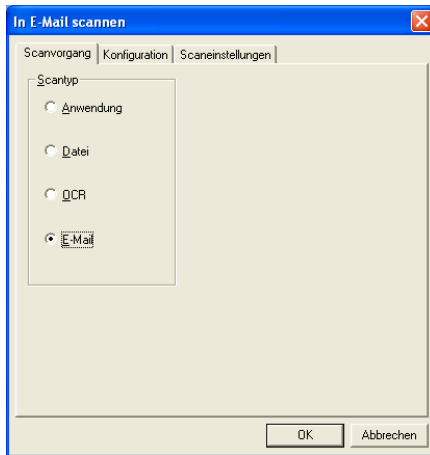 In E-Mail scannen
Scanvorgang Konfiguration Scaneinstellungen
Scantyp
Anwendung
Datei
OCR
E-Mail
OK Abbrechen